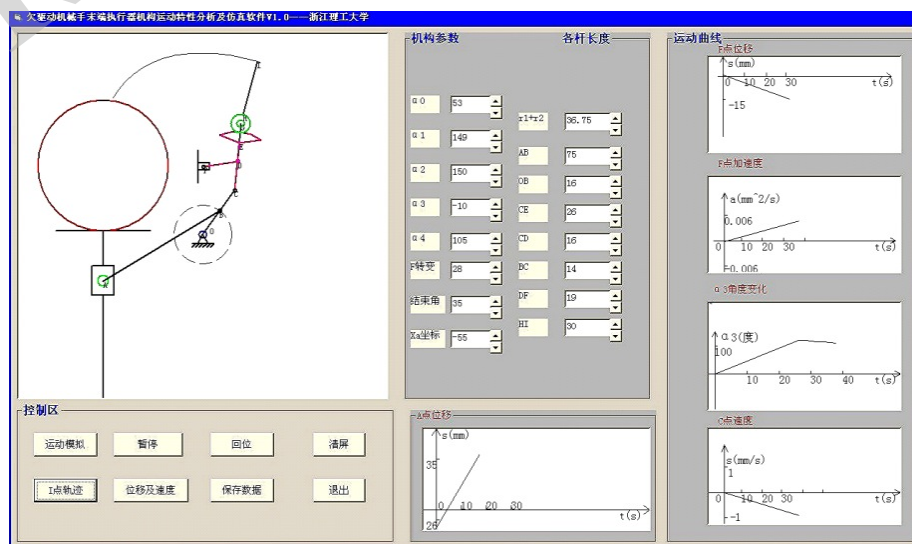 欠驱动机械手末端执行器机构运动特性分析及仿真软件V1.0——浙江理工大学
机构参数 各杆长度
α0 53
α1 149
α2 150
α3 -10
α4 105
F转变 28
结束角 35
Xa坐标 -55
r1+r2 36.75
AB 75
OB 16
CE 26
CD 16
BC 14
DF 19
HI 30
运动曲线
F点位移
s(mm)
0 10 20 30 t(s)
-15
F点加速度
a(mm^2/s)
0.006
0 10 20 30 t(s)
-0.006
α3角度变化
α3(度)
100
10 20 30 40 t(s)
C点速度
s(mm/s)
1
0 10 20 30 t(s)
-1
A点位移
s(mm)
35
0 10 20 30
t(s)
26
控制区
运动模拟 暂停 回位 清屏
I点轨迹 位移及速度 保存数据 退出
I
E
D
C
B
O
A